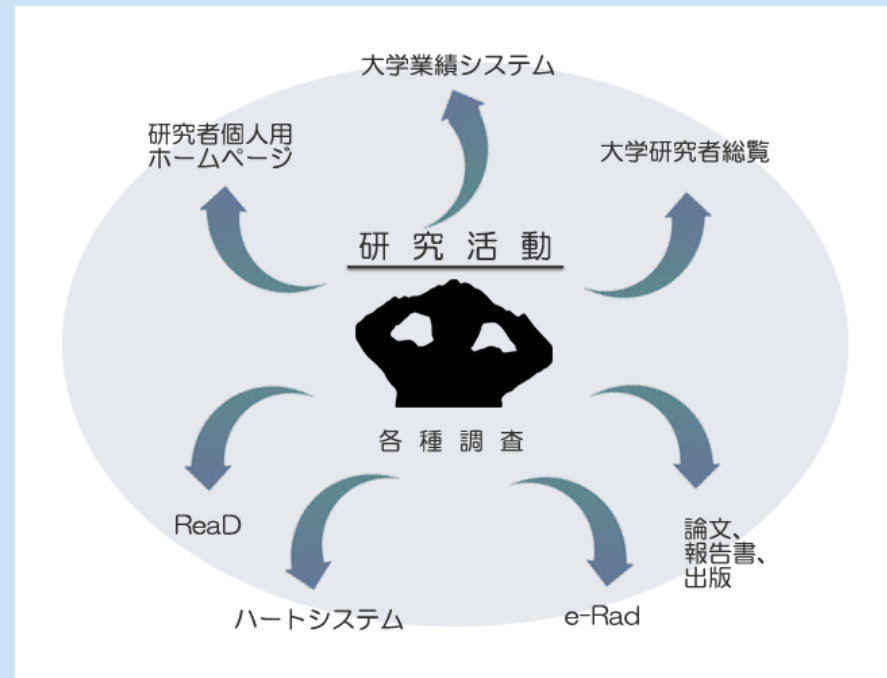 大学業績システム
研究者個人用
ホームページ
大学研究者総覧
研究活動
各種調査
ReaD
論文、
報告書、
出版
ハートシステム
e-Rad